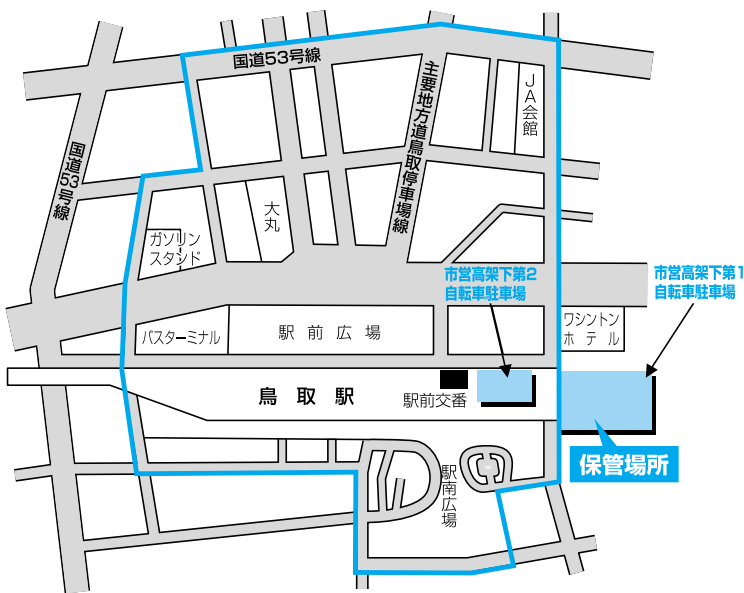 国道53号線
主要地方道鳥取停車場線
JA会館
国道53号線
大丸
ガソリン
スタンド
市営高架下第2
自転車駐車場
市営高架下第1
自転車駐車場
バスターミナル
駅前広場
ワシントン
ホテル
鳥取駅
駅前交番
保管場所
駅南広場